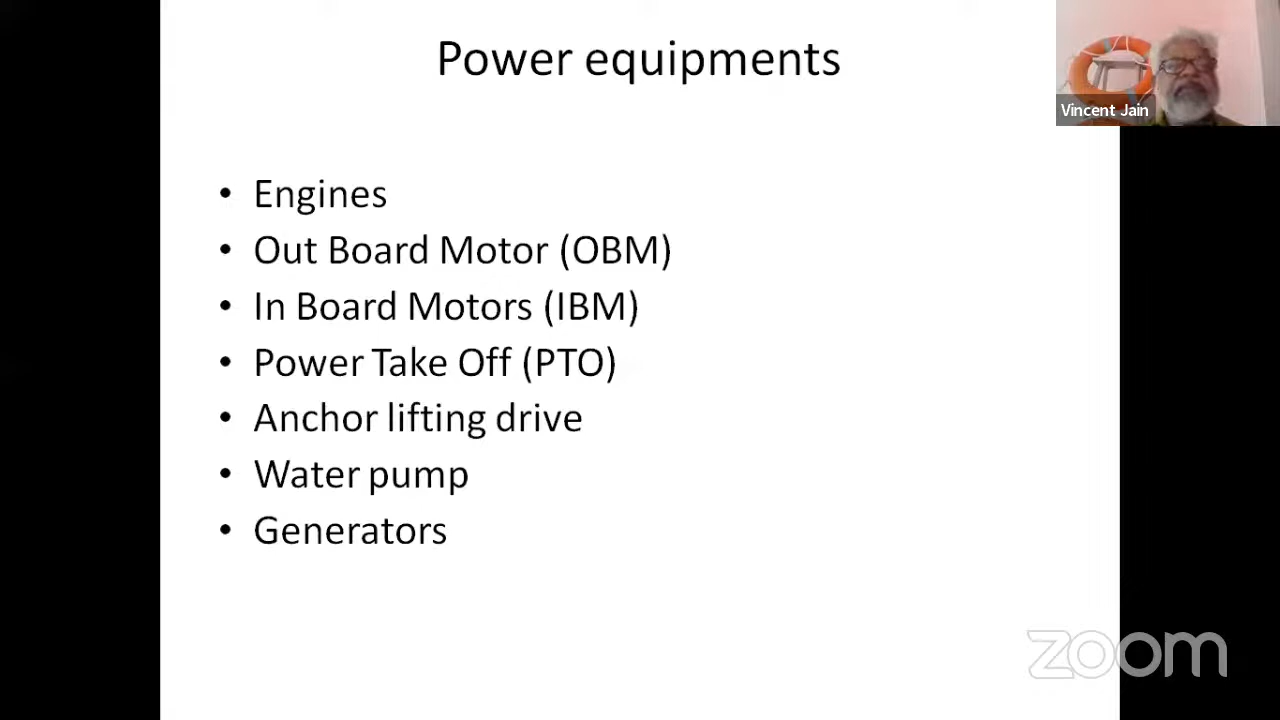 Power equipments
Vincent Jain
• Engines
• Out Board Motor (OBM)
• In Board Motors (IBM)
• Power Take Off (PTO)
• Anchor lifting drive
• Water pump
• Generators
zoom